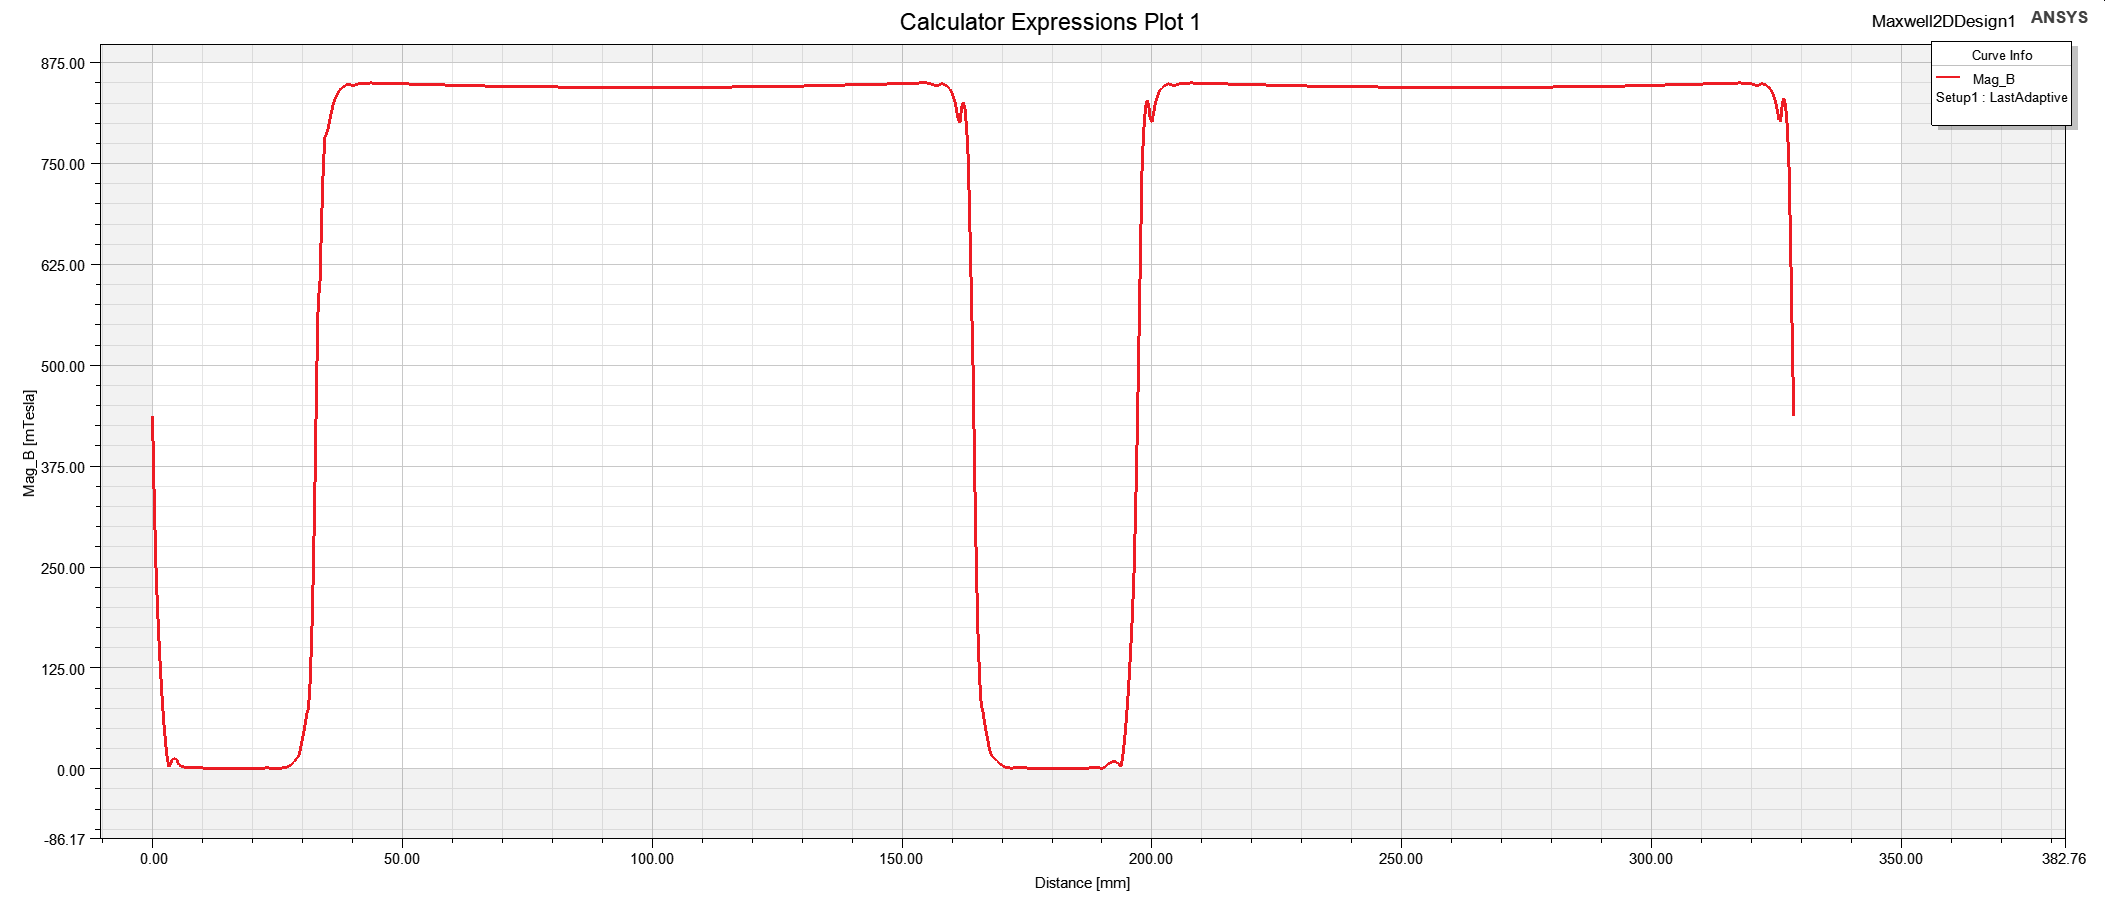 Calculator Expressions Plot 1
Maxwell2DDesign1 ANSYS
Curve Info
Mag_B
Setup1 : LastAdaptive
Mag_B [mTesla]
875.00
750.00
625.00
500.00
375.00
250.00
125.00
0.00
-86.17
0.00 50.00 100.00 150.00 200.00 250.00 300.00 350.00 382.76
Distance [mm]